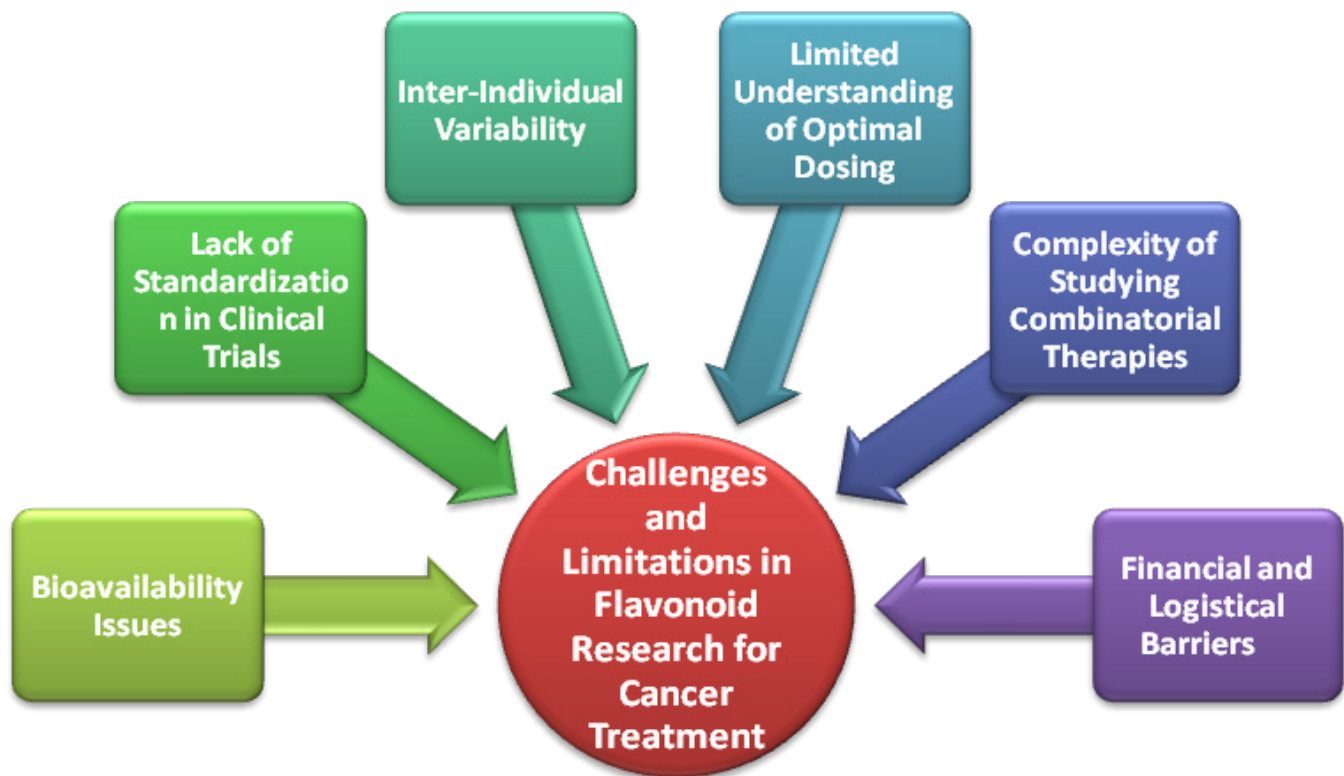 Inter-Individual
Variability
Limited
Understanding
of Optimal
Dosing
Lack of
Standardizatio
n in Clinical
Trials
Complexity of
Studying
Combinatorial
Therapies
Bioavailability
Issues
Challenges
and
Limitations in
Flavonoid
Research for
Cancer
Treatment
Financial and
Logistical
Barriers